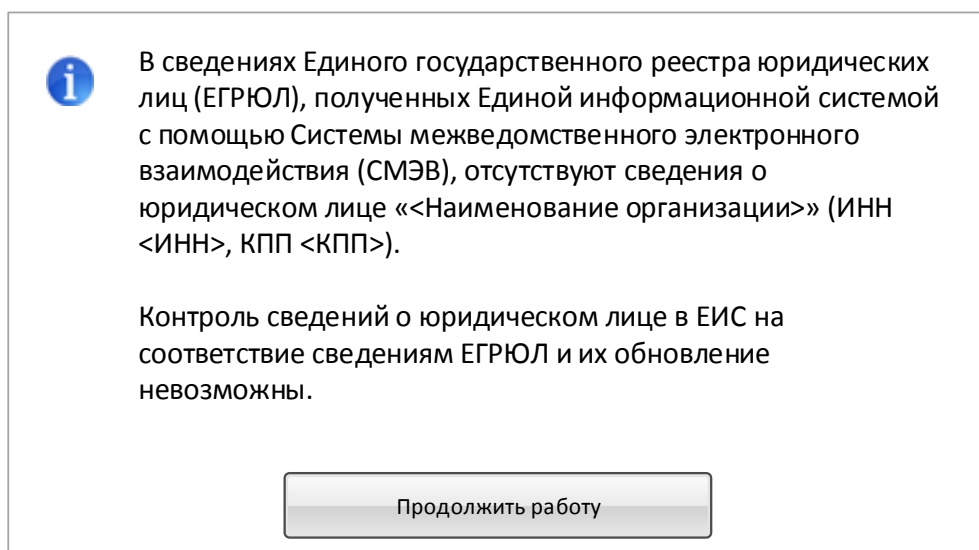 В сведениях Единого государственного реестра юридических
лиц (ЕГРЮЛ), полученных Единой информационной системой
с помощью Системы межведомственного электронного
взаимодействия (СМЭВ), отсутствуют сведения о
юридическом лице «<Наименование организации>» (ИНН
<ИНН>, КПП <КПП>).
Контроль сведений о юридическом лице в ЕИС на
соответствие сведениям ЕГРЮЛ и их обновление
невозможны.
Продолжить работу